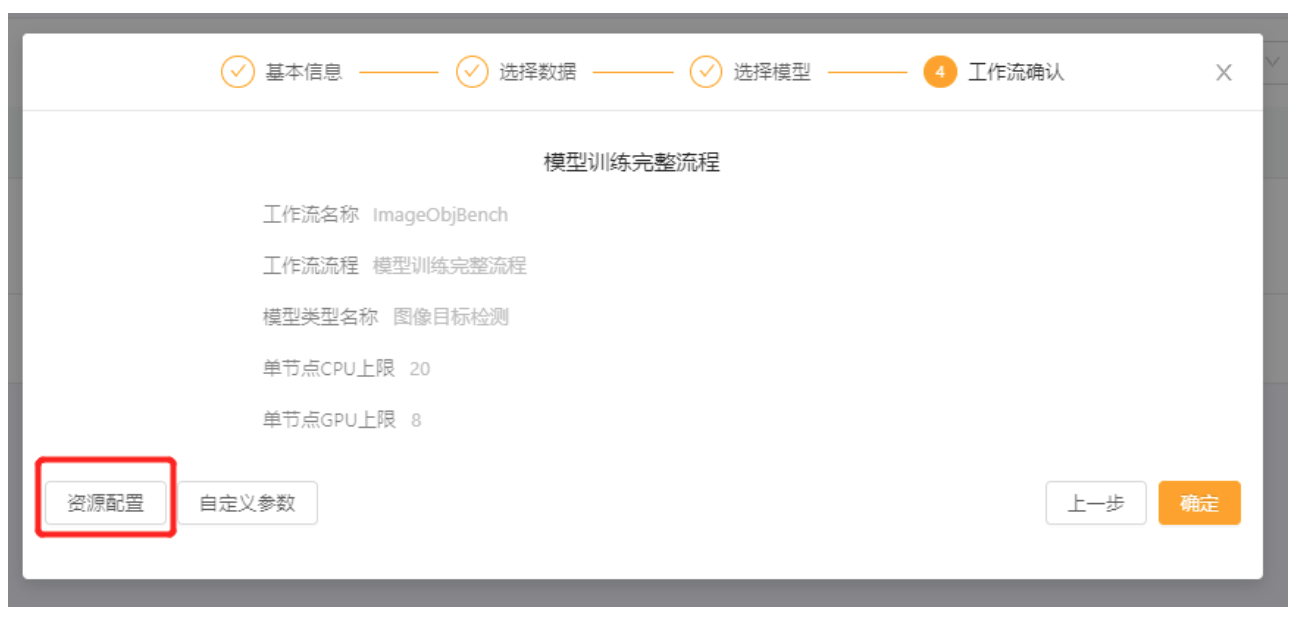 基本信息 选择数据 选择模型 4 工作流确认
模型训练完整流程
工作流名称 ImageObjBench
工作流流程 模型训练完整流程
模型类型名称 图像目标检测
单节点CPU上限 20
单节点GPU上限 8
资源配置 自定义参数 上一步 确定